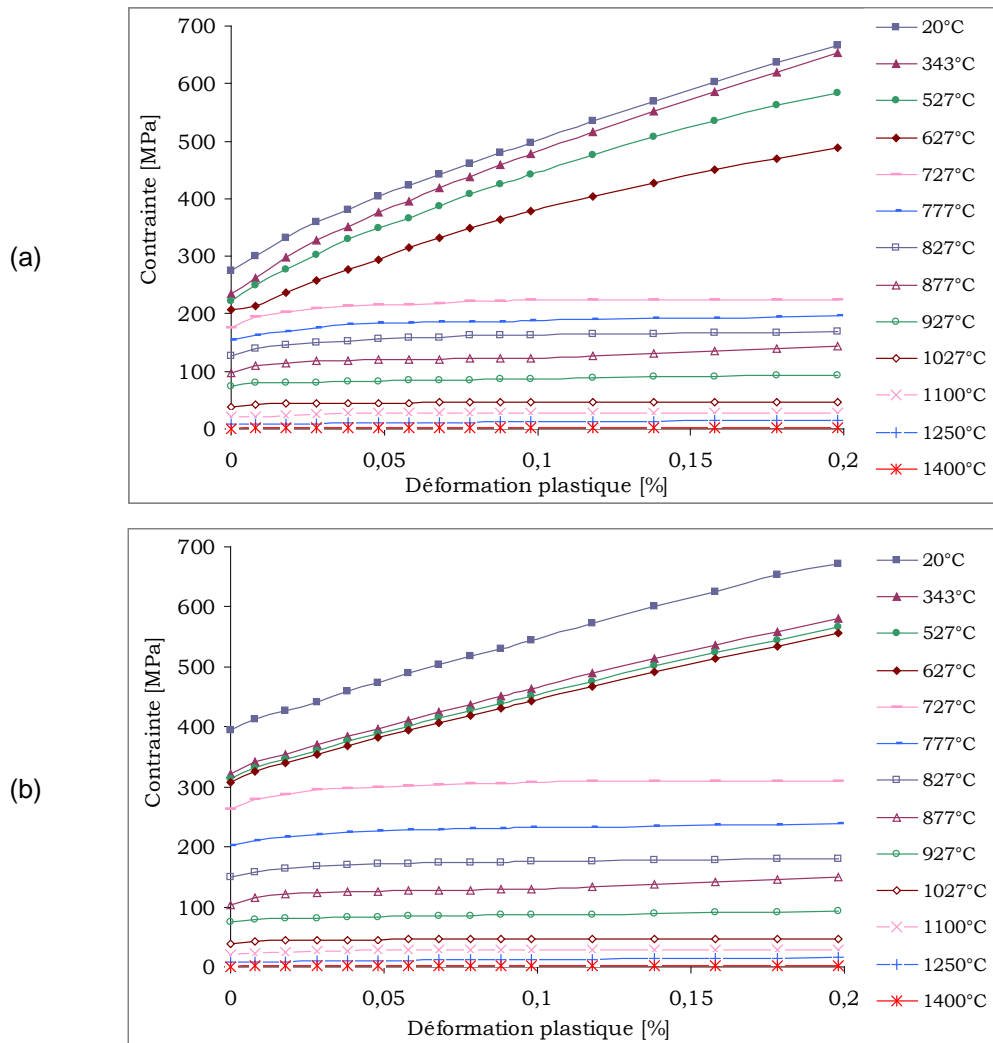 (a)
Contrainte [MPa]
700
600
500
400
300
200
100
0
0
0,05
0,1
0,15
0,2
Déformation plastique [%]
20°C
343°C
527°C
627°C
727°C
777°C
827°C
877°C
927°C
1027°C
1100°C
1250°C
1400°C
(b)
Contrainte [MPa]
700
600
500
400
300
200
100
0
0
0,05
0,1
0,15
0,2
Déformation plastique [%]
20°C
343°C
527°C
627°C
727°C
777°C
827°C
877°C
927°C
1027°C
1100°C
1250°C
1400°C